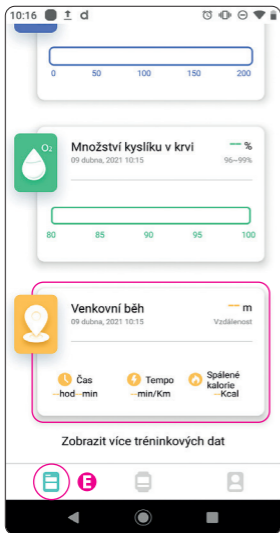 10:16 d
0 50 100 150 200
O₂
Množství kyslíku v krvi — %
09 dubna, 2021 10:15 96~99%
80 85 90 95 100
Venkovní běh — m
09 dubna, 2021 10:15 Vzdálenost
Čas Tempo Spálené kalorie
—hod—min —min/Km —Kcal
Zobrazit více tréninkových dat
E